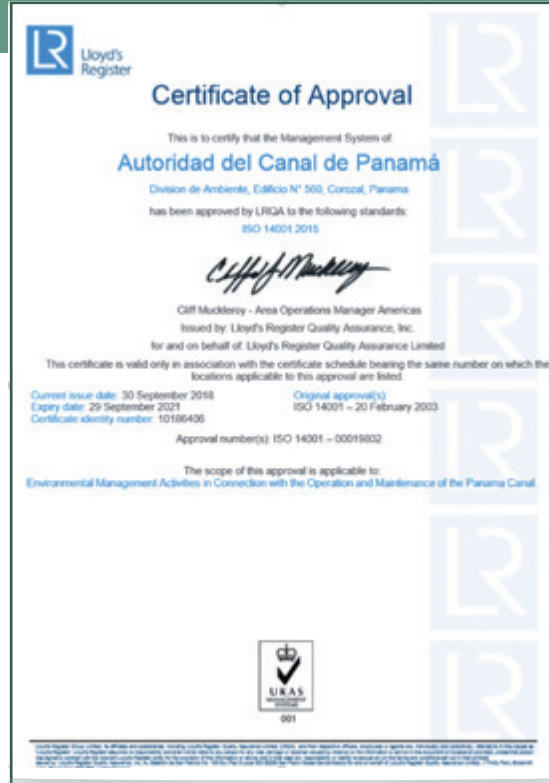 LR
Lloyd's
Register
Certificate of Approval
This is to certify that the Management System of:
Autoridad del Canal de Panamá
Division de Ambiente, Edificio N° 560, Corozal, Panama
has been approved by LRQA to the following standards:
ISO 14001:2015
Cliff Muckleroy - Area Operations Manager Americas
Issued by: Lloyd's Register Quality Assurance, Inc.
for and on behalf of: Lloyd's Register Quality Assurance Limited
This certificate is valid only in association with the certificate schedule bearing the same number on which the
locations applicable to this approval are listed.
Current issue date: 30 September 2018
Expiry date: 29 September 2021
Certificate identity number: 10186406
Original approval(s):
ISO 14001 – 20 February 2003
Approval number(s): ISO 14001 – 00019802
The scope of this approval is applicable to:
Environmental Management Activities in Connection with the Operation and Maintenance of the Panama Canal.
UKAS
MANAGEMENT
SYSTEMS
001